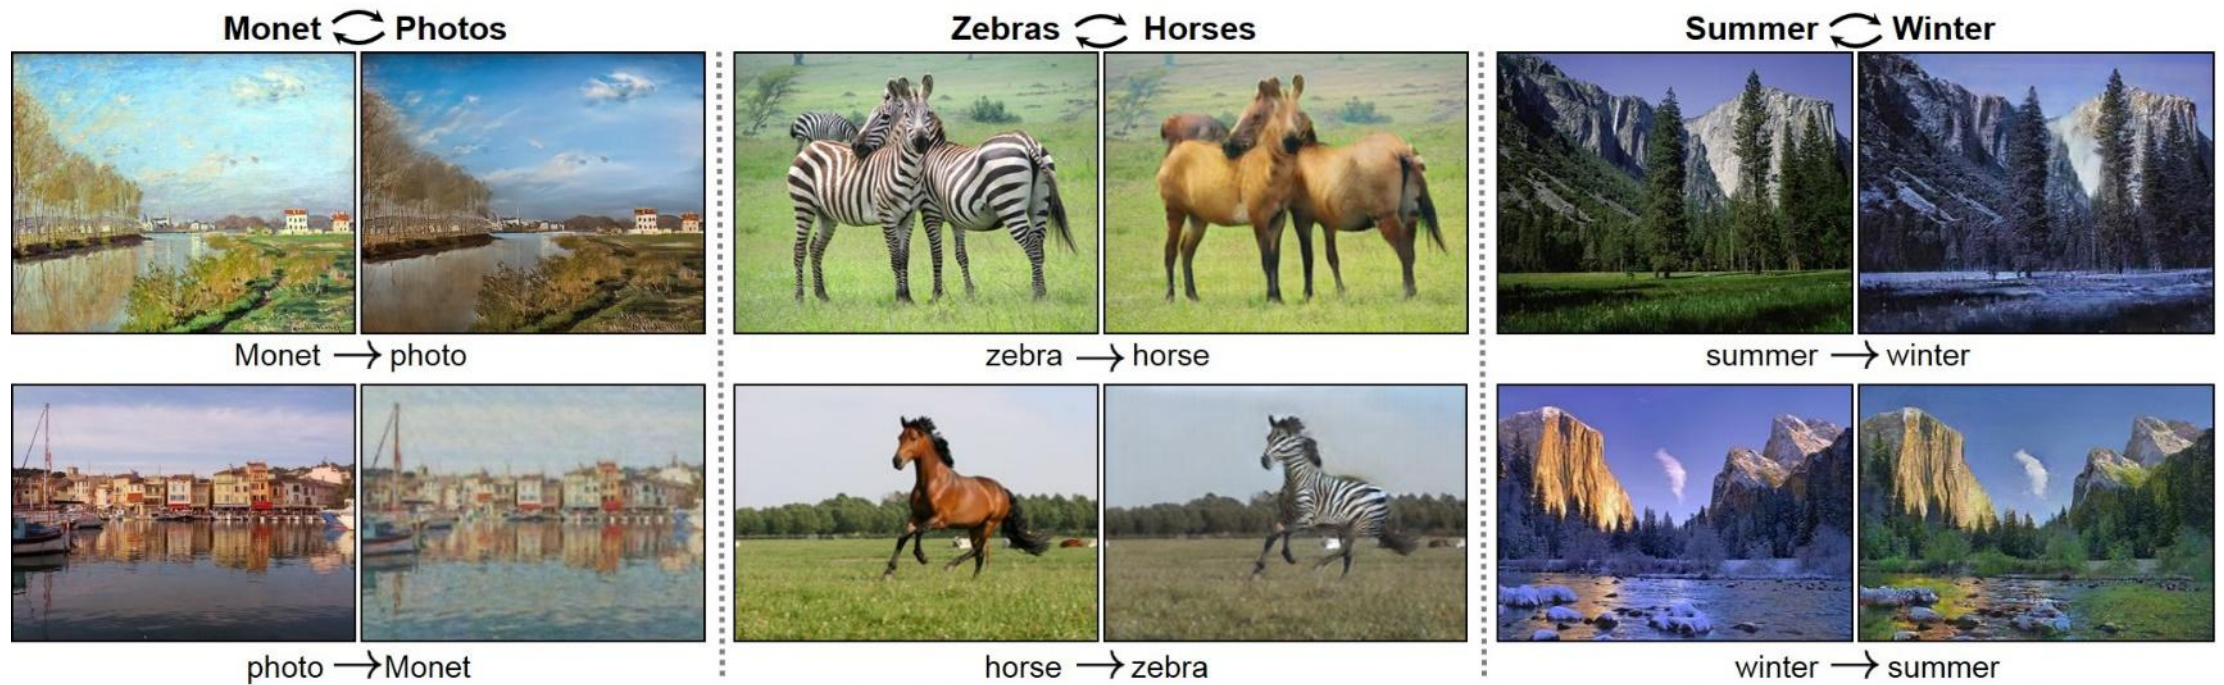 Monet ⇄ Photos
Zebras ⇄ Horses
Summer ⇄ Winter
Monet → photo
zebra → horse
summer → winter
photo → Monet
horse → zebra
winter → summer